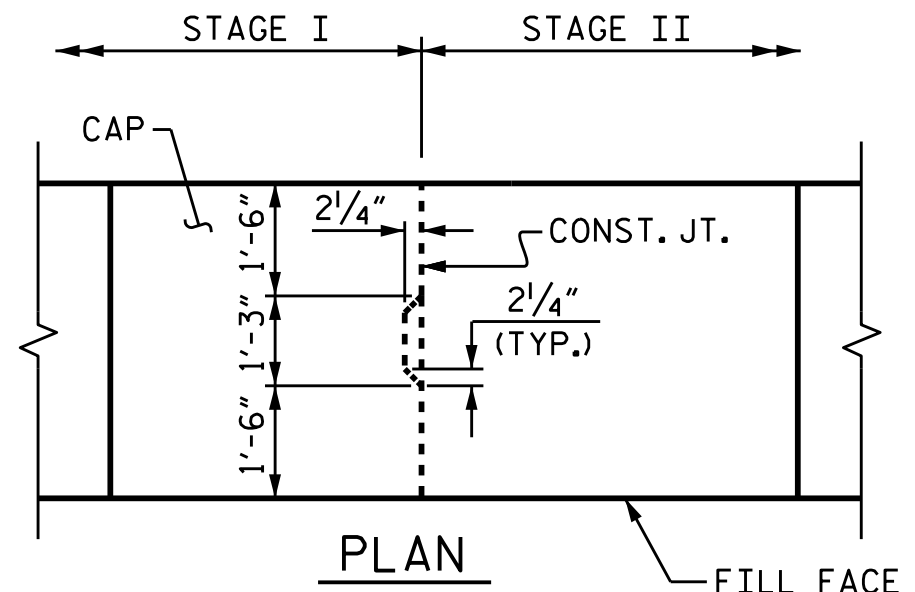 STAGE I
STAGE II
CAP
1'-6"
2 1/4"
CONST. JT.
1'-3"
2 1/4"
(TYP.)
1'-6"
PLAN
FILL FACE